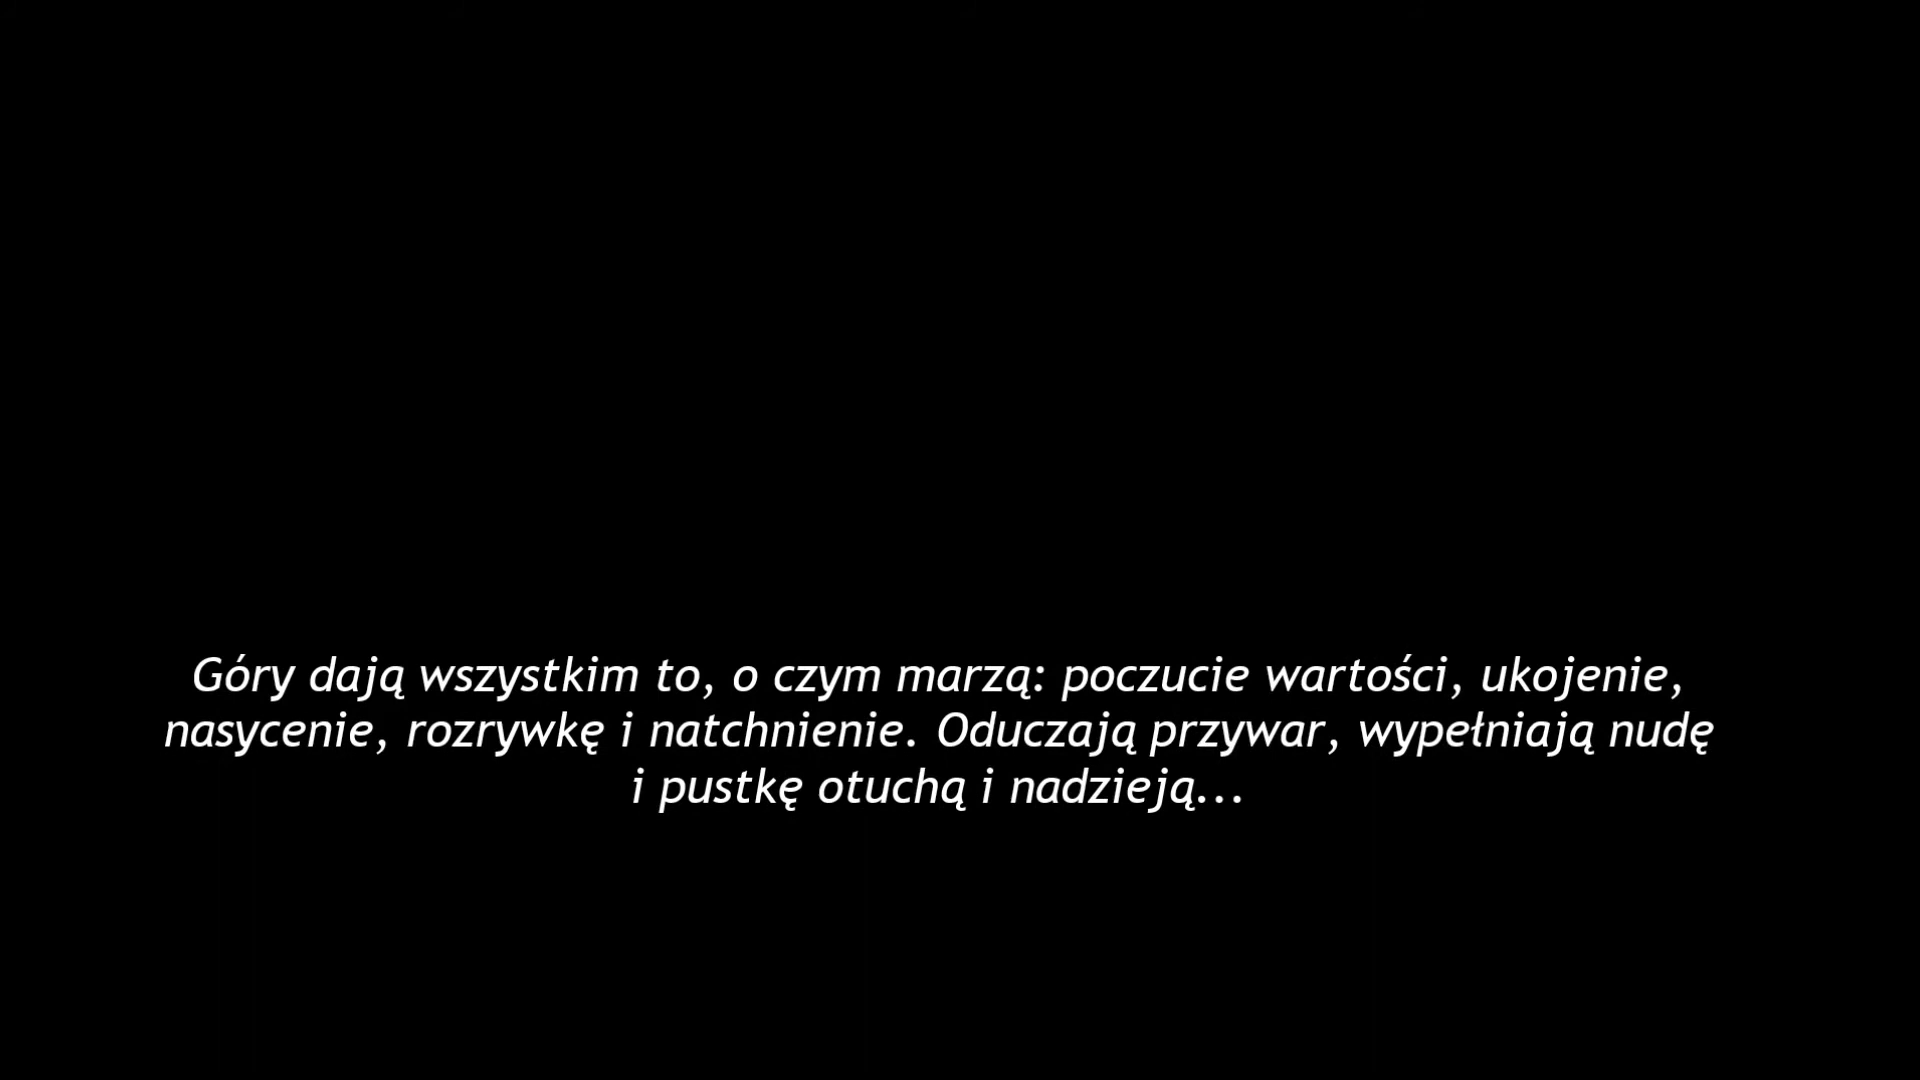 Góry dają wszystkim to, o czym marzą: poczucie wartości, ukojenie,
nasycenie, rozrywkę i natchnienie. Oduczają przywar, wypełniają nudę
i pustkę otuchą i nadzieją...